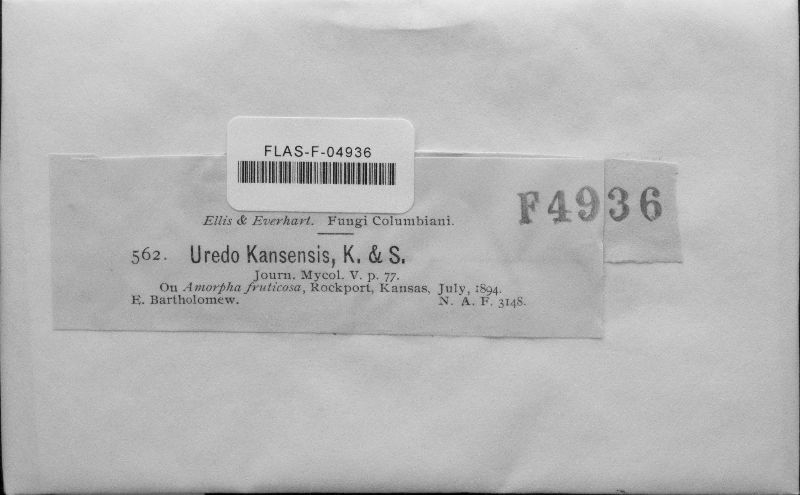 FLAS-F-04936
F4936
Ellis & Everhart. Fungi Columbiani.
562. Uredo Kansensis, K. & S.
Journ. Mycol. V. p. 77.
On Amorpha fruticosa, Rockport, Kansas, July, 1894.
E. Bartholomew. N. A. F. 3148.